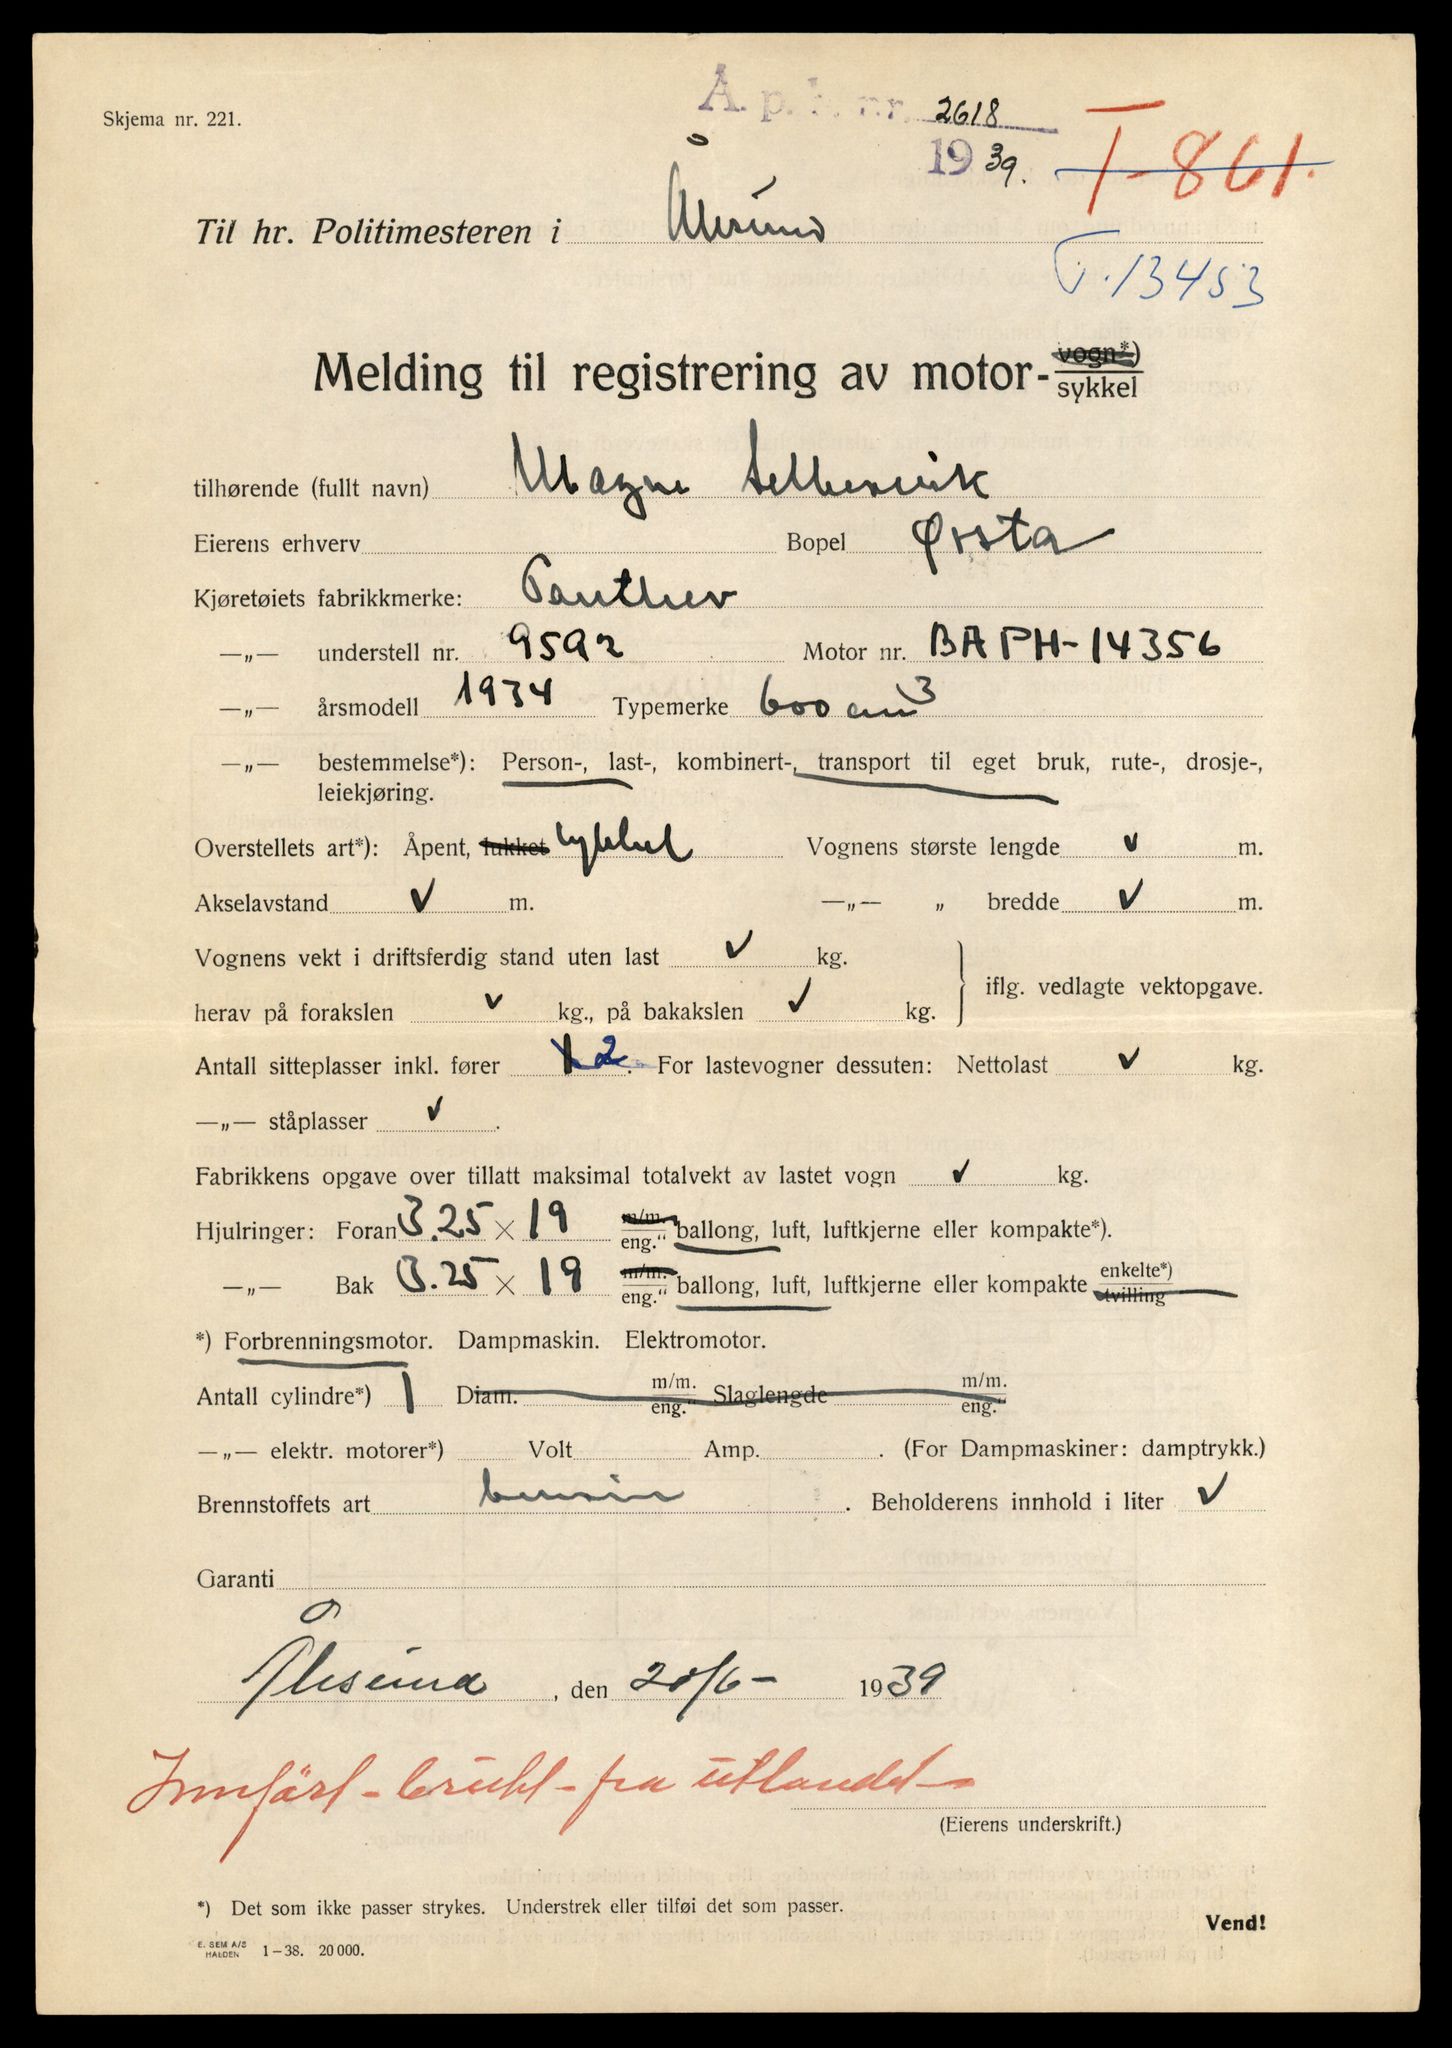 Skjema nr. 221.
Å. p. k. nr. 2618
1939.
T-861.
Til hr. Politimesteren i Ålesund
T.13453
Melding til registrering av motor-vogn*)
sykkel
tilhørende (fullt navn) Magne
Eierens erhverv Bopel Ørsta
Kjøretøiets fabrikkmerke: Panther
—„— understell nr. 9592 Motor nr. BAPH-14356
—„— årsmodell 1934 Typemerke 600 cm3
—„— bestemmelse*): Person-, last-, kombinert-, transport til eget bruk, rute-, drosje-,
leiekjøring.
Overstellets art*): Åpent, lukket sykkel Vognens største lengde ✓ m.
Akselavstand ✓ m. —„— „ bredde ✓ m.
Vognens vekt i driftsferdig stand uten last ✓ kg.
herav på forakslen ✓ kg., på bakakslen ✓ kg.
iflg. vedlagte vektopgave.
Antall sitteplasser inkl. fører 1 2. For lastevogner dessuten: Nettolast ✓ kg.
—„— ståplasser ✓.
Fabrikkens opgave over tillatt maksimal totalvekt av lastet vogn ✓ kg.
Hjulringer: Foran 3.25 × 19 m/m. eng." ballong, luft, luftkjerne eller kompakte*).
—„— Bak 3.25 × 19 m/m. eng." ballong, luft, luftkjerne eller kompakte enkelte*) tvilling
*) Forbrenningsmotor. Dampmaskin. Elektromotor.
Antall cylindre*) 1 Diam. m/m. eng." Slaglengde m/m. eng."
—„— elektr. motorer*) Volt Amp. . (For Dampmaskiner: damptrykk.)
Brennstoffets art bensin. Beholderens innhold i liter ✓
Garanti
Ålesund, den 20/6- 1939
Innført - brukt - fra utlandet
(Eierens underskrift.)
*) Det som ikke passer strykes. Understrek eller tilføi det som passer.
Vend!
E. SEM A/S
HALDEN 1-38. 20 000.